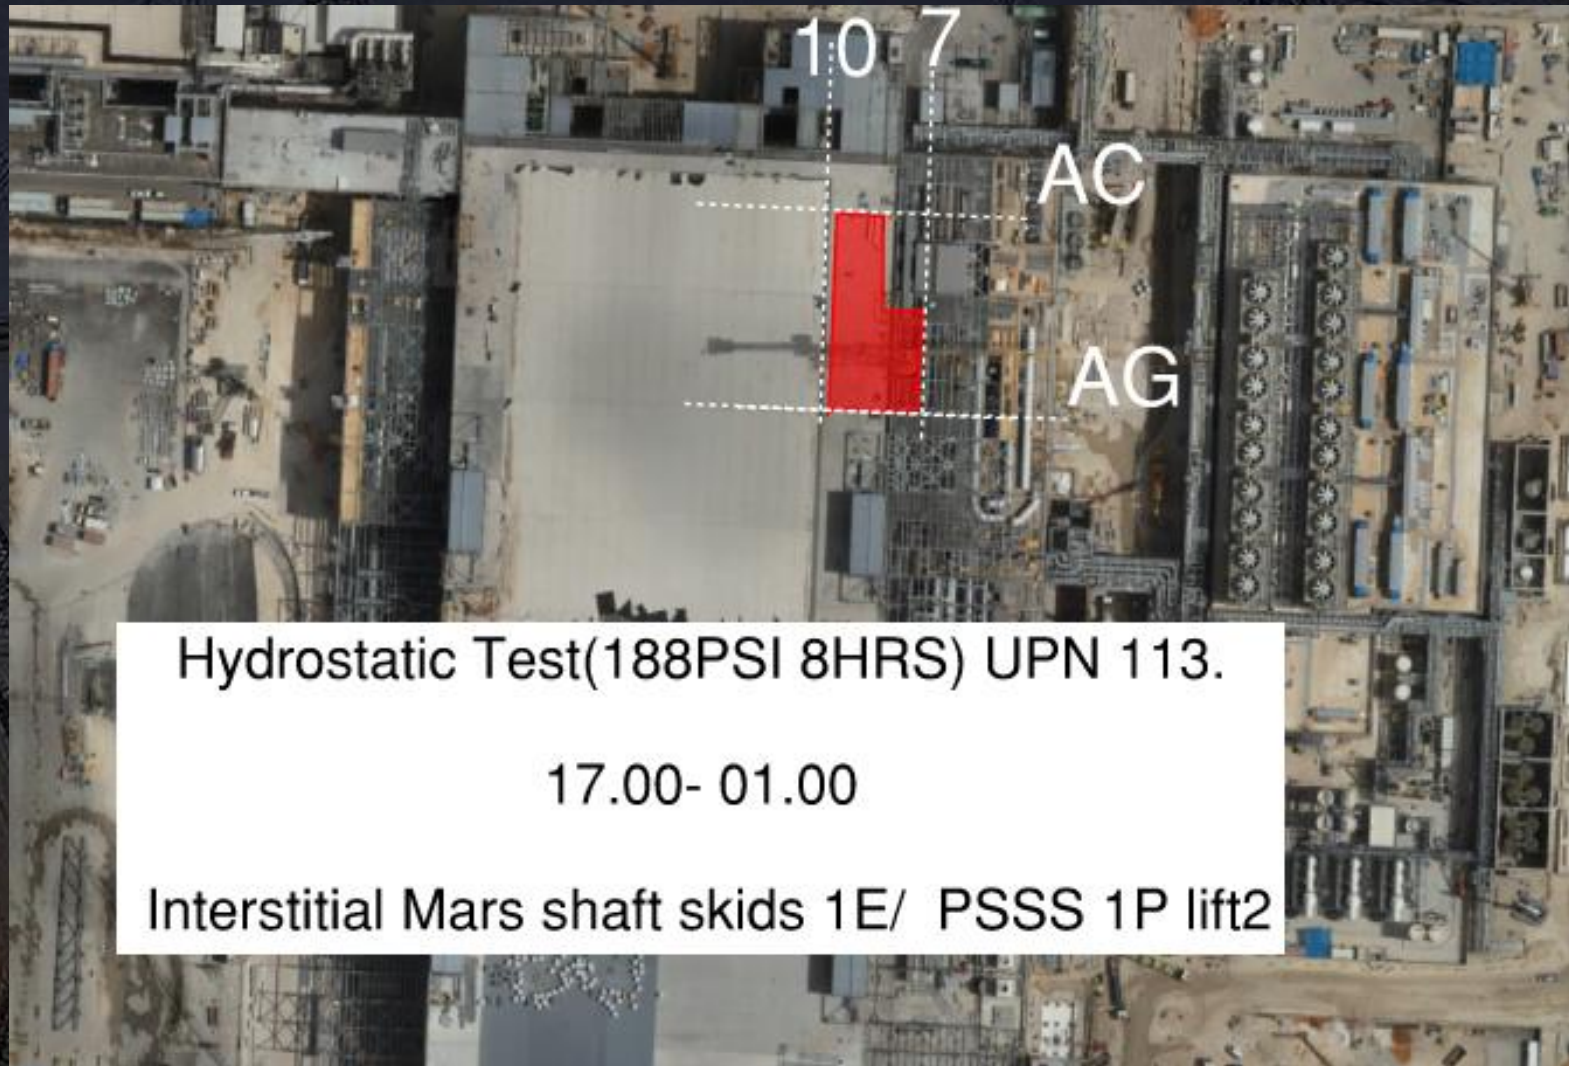 10 7
AC
AG
Hydrostatic Test(188PSI 8HRS) UPN 113.
17.00- 01.00
Interstitial Mars shaft skids 1E/ PSSS 1P lift2